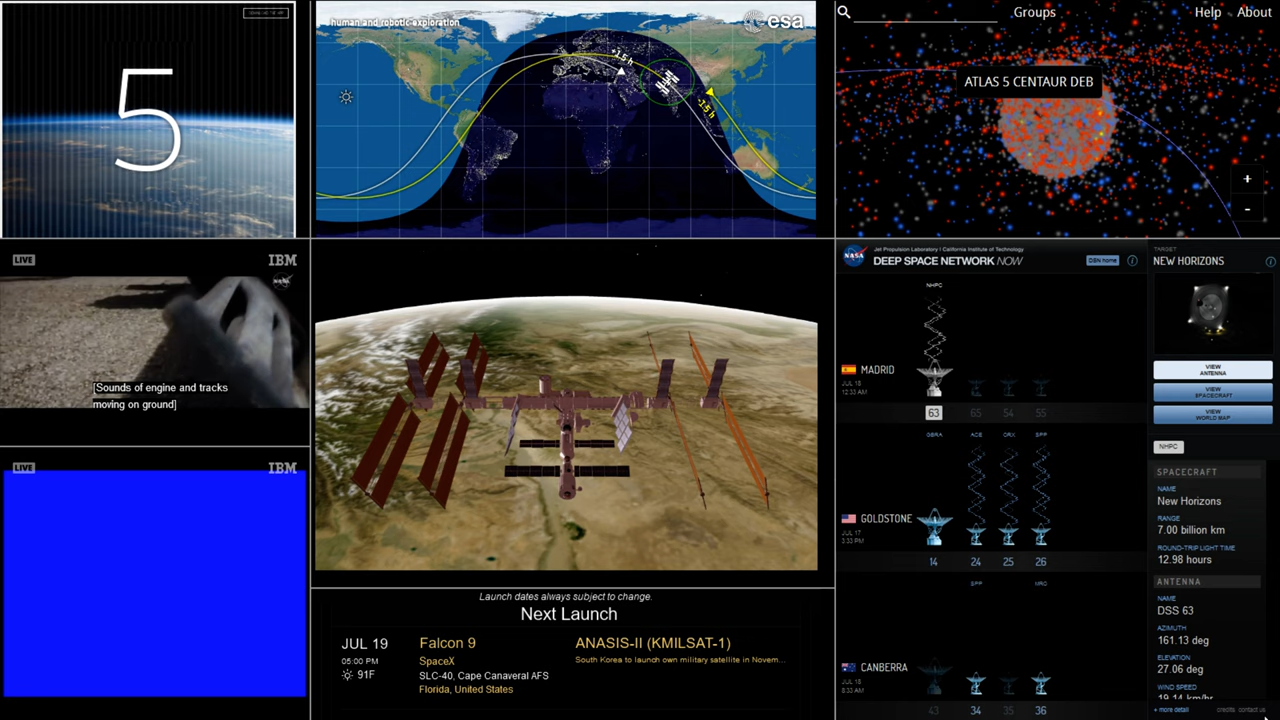 5
human and robotic exploration
esa
+1.5 h
-1.5 h
Groups
Help
About
ATLAS 5 CENTAUR DEB
+
-
LIVE
IBM
NASA
[Sounds of engine and tracks
moving on ground]
LIVE
IBM
Launch dates always subject to change.
Next Launch
JUL 19
05:00 PM
91F
Falcon 9
SpaceX
SLC-40, Cape Canaveral AFS
Florida, United States
ANASIS-II (KMILSAT-1)
South Korea to launch own military satellite in Novem...
NASA
Jet Propulsion Laboratory | California Institute of Technology
DEEP SPACE NETWORK NOW
DSN home
i
NHPC
MADRID
JUL 18
12:33 AM
63 65 54 55
GBRA ACE CRX SPP
GOLDSTONE
JUL 17
3:33 PM
14 24 25 26
SPP MRO
CANBERRA
JUL 18
8:33 AM
43 34 35 36
TARGET
NEW HORIZONS
i
VIEW
ANTENNA
VIEW
SPACECRAFT
VIEW
WORLD MAP
NHPC
SPACECRAFT
NAME
New Horizons
RANGE
7.00 billion km
ROUND-TRIP LIGHT TIME
12.98 hours
ANTENNA
NAME
DSS 63
AZIMUTH
161.13 deg
ELEVATION
27.06 deg
WIND SPEED
19.14 km/hr
+ more detail
credits contact us